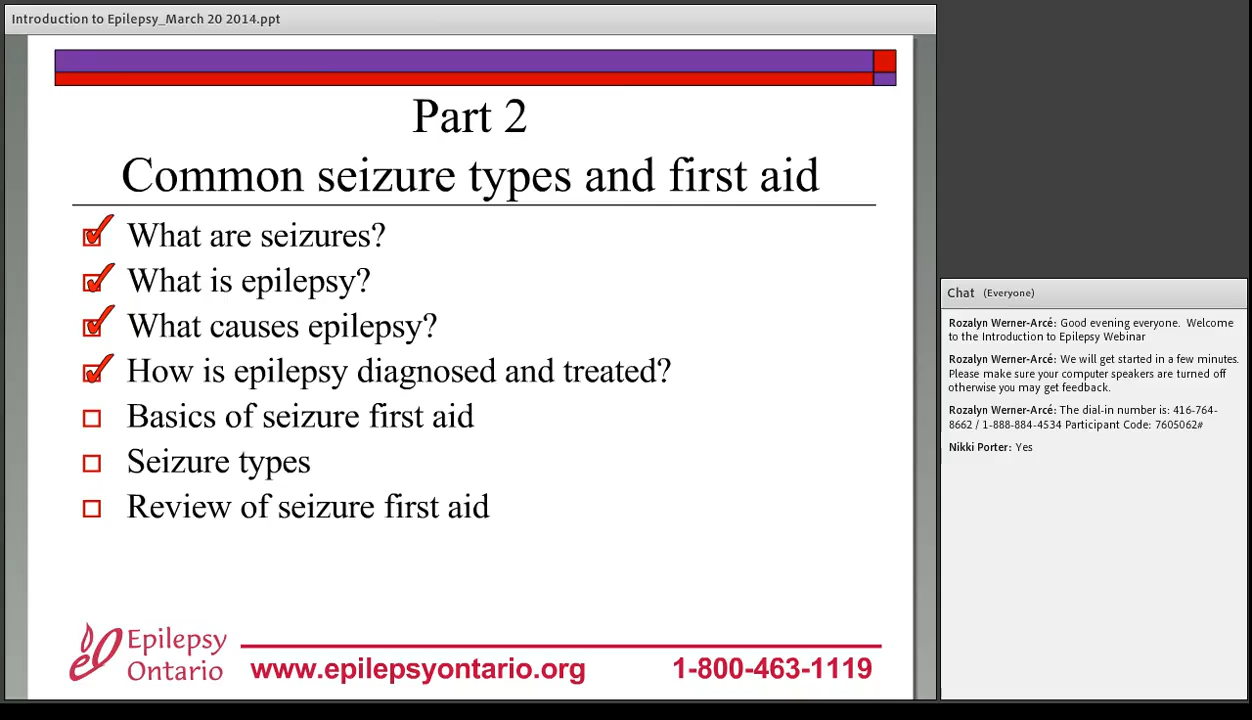 Introduction to Epilepsy_March 20 2014.ppt
Part 2
Common seizure types and first aid
What are seizures?
What is epilepsy?
What causes epilepsy?
How is epilepsy diagnosed and treated?
Basics of seizure first aid
Seizure types
Review of seizure first aid
Epilepsy
Ontario
www.epilepsyontario.org 1-800-463-1119
Chat (Everyone)
Rozalyn Werner-Arcé: Good evening everyone. Welcome
to the Introduction to Epilepsy Webinar
Rozalyn Werner-Arcé: We will get started in a few minutes.
Please make sure your computer speakers are turned off
otherwise you may get feedback.
Rozalyn Werner-Arcé: The dial-in number is: 416-764-
8662 / 1-888-884-4534 Participant Code: 7605062#
Nikki Porter: Yes